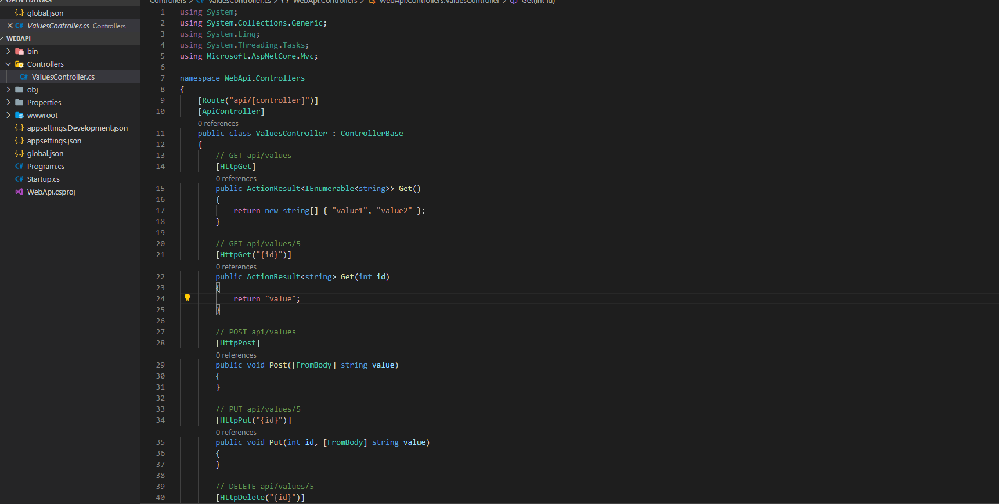 OPEN EDITORS
{..} global.json
C# ValuesController.cs Controllers
WEBAPI
bin
Controllers
C# ValuesController.cs
obj
Properties
wwwroot
{..} appsettings.Development.json
{..} appsettings.json
{..} global.json
C# Program.cs
C# Startup.cs
WebApi.csproj
Controllers / C# ValuesController.cs / {} WebApi.Controllers / WebApi.Controllers.ValuesController / Get(int id)
1 using System;
2 using System.Collections.Generic;
3 using System.Linq;
4 using System.Threading.Tasks;
5 using Microsoft.AspNetCore.Mvc;
6
7 namespace WebApi.Controllers
8 {
9 [Route("api/[controller]")]
10 [ApiController]
0 references
11 public class ValuesController : ControllerBase
12 {
13 // GET api/values
14 [HttpGet]
0 references
15 public ActionResult<IEnumerable<string>> Get()
16 {
17 return new string[] { "value1", "value2" };
18 }
19
20 // GET api/values/5
21 [HttpGet("{id}")]
0 references
22 public ActionResult<string> Get(int id)
23 {
24 return "value";
25 }
26
27 // POST api/values
28 [HttpPost]
0 references
29 public void Post([FromBody] string value)
30 {
31 }
32
33 // PUT api/values/5
34 [HttpPut("{id}")]
0 references
35 public void Put(int id, [FromBody] string value)
36 {
37 }
38
39 // DELETE api/values/5
40 [HttpDelete("{id}")]